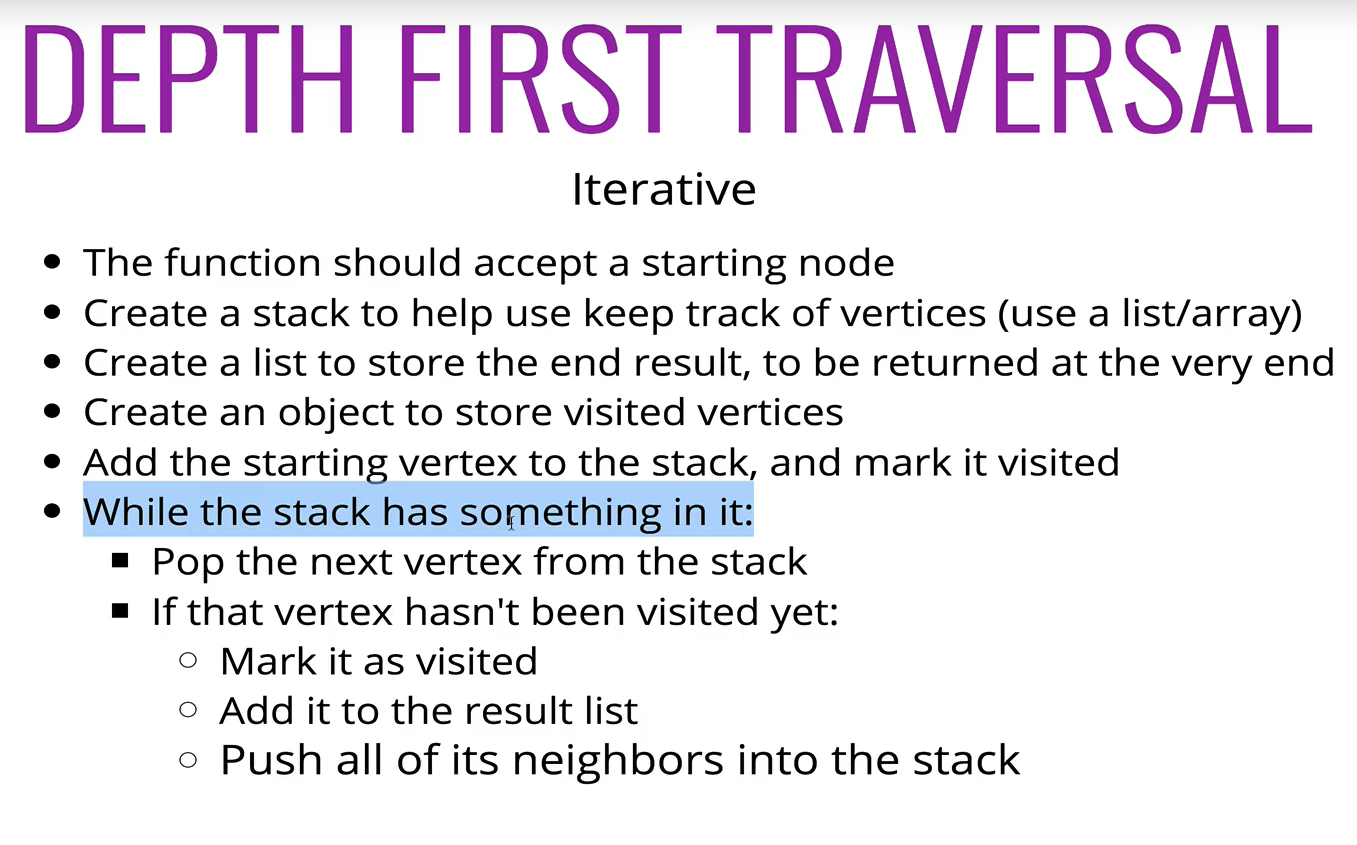 DEPTH FIRST TRAVERSAL
Iterative
The function should accept a starting node
Create a stack to help use keep track of vertices (use a list/array)
Create a list to store the end result, to be returned at the very end
Create an object to store visited vertices
Add the starting vertex to the stack, and mark it visited
While the stack has something in it:
Pop the next vertex from the stack
If that vertex hasn't been visited yet:
Mark it as visited
Add it to the result list
Push all of its neighbors into the stack